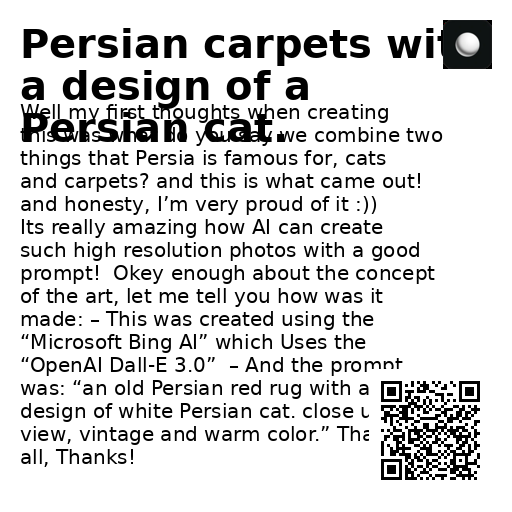 Persian carpets wit
a design of a
Persian cat.
Well my first thoughts when creating
this was what do you say we combine two
things that Persia is famous for, cats
and carpets? and this is what came out!
and honesty, I’m very proud of it :))
Its really amazing how AI can create
such high resolution photos with a good
prompt!  Okey enough about the concept
of the art, let me tell you how was it
made: – This was created using the
“Microsoft Bing AI” which Uses the
“OpenAI Dall-E 3.0”  – And the prompt
was: “an old Persian red rug with a
design of white Persian cat. close u
view, vintage and warm color.” Tha
all, Thanks!